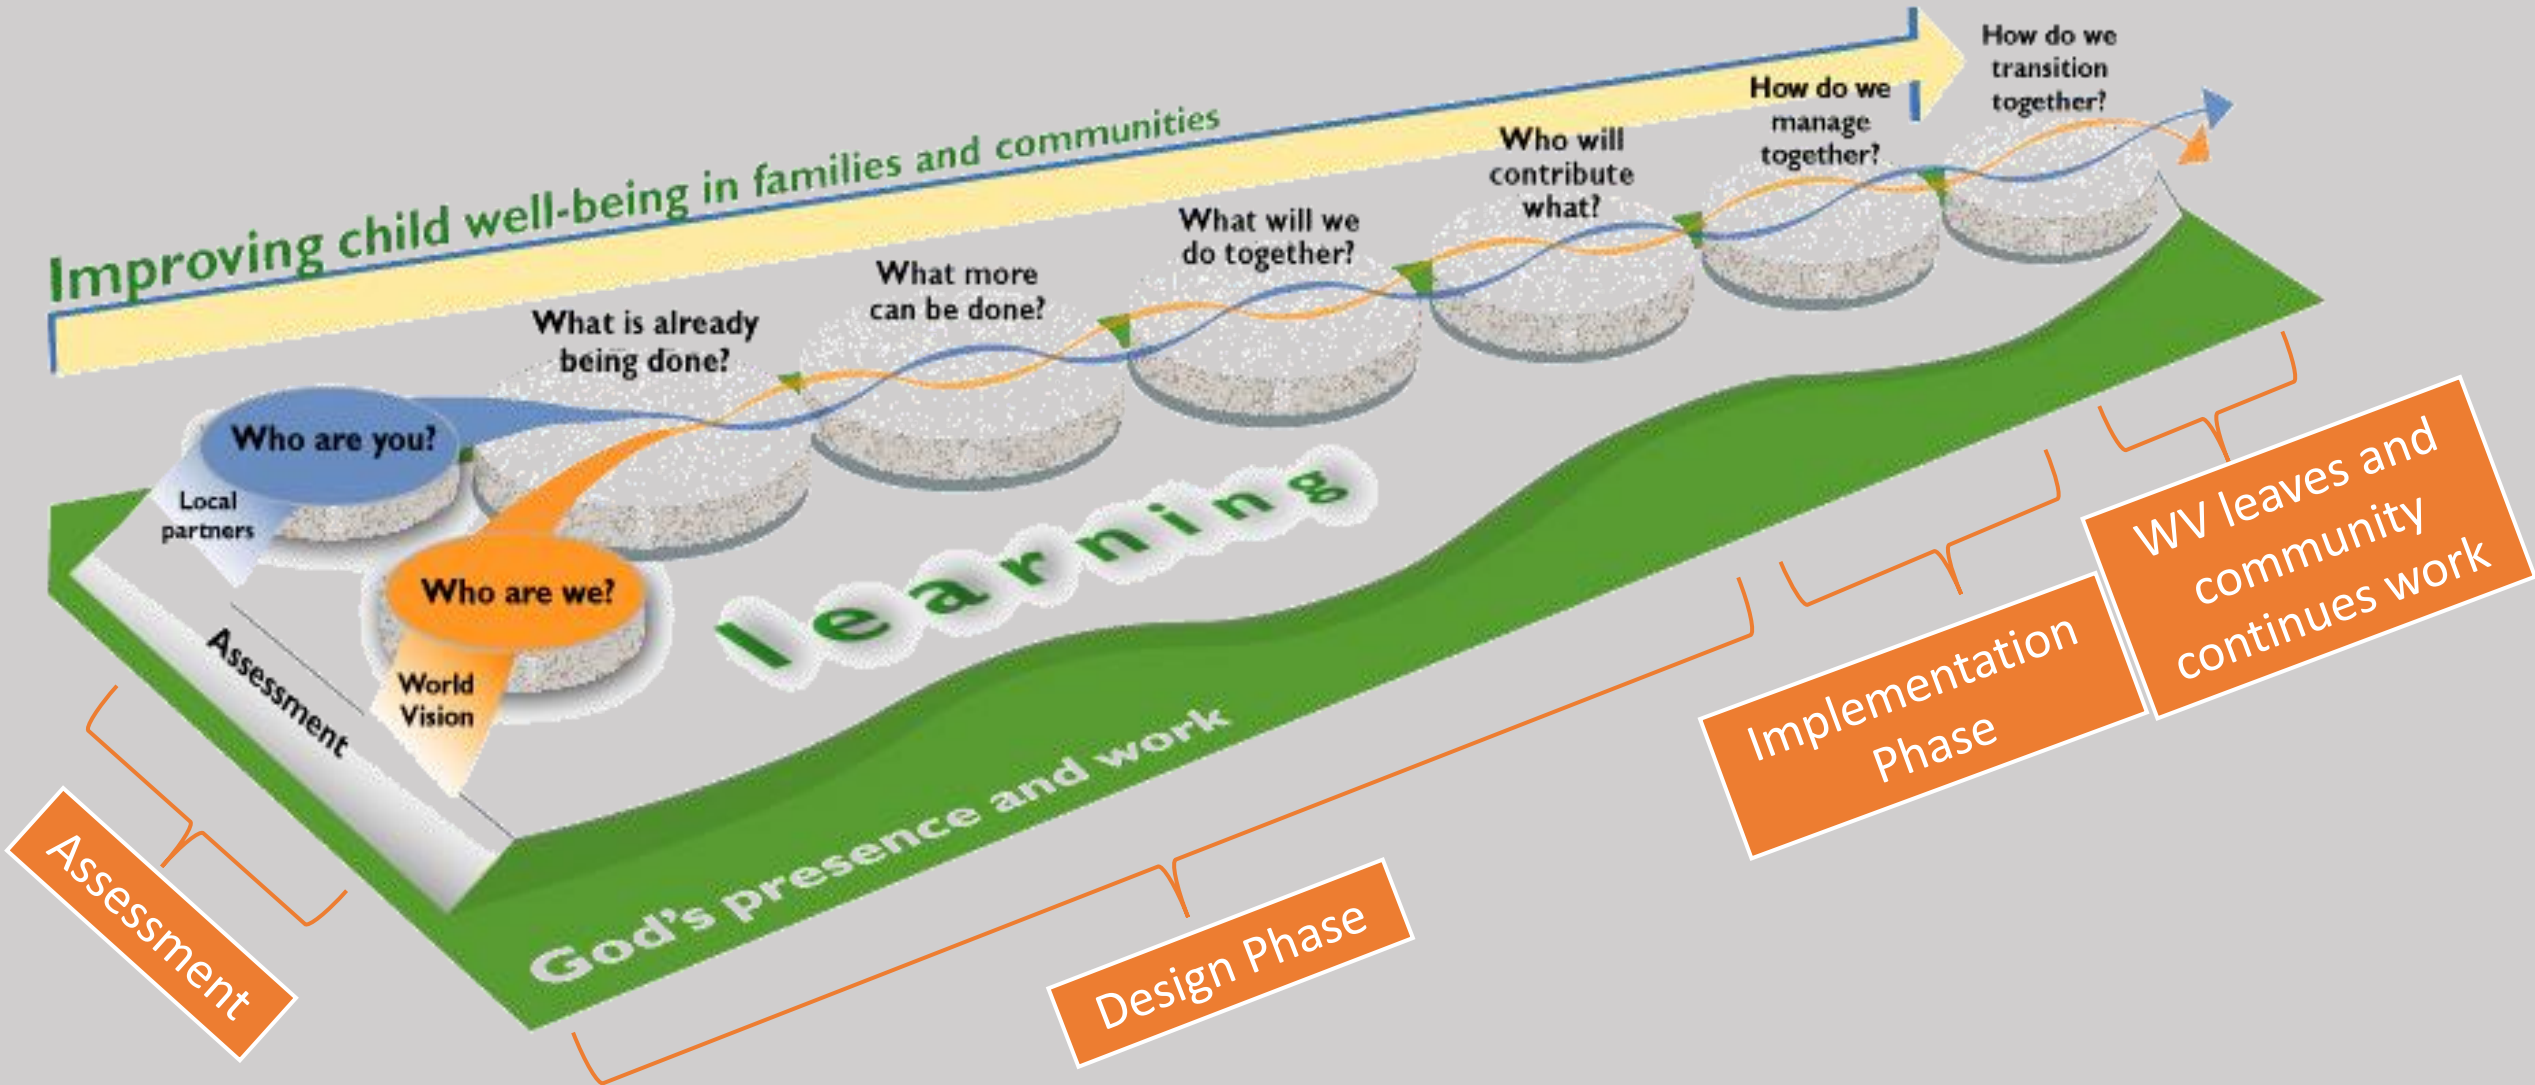 Improving child well-being in families and communities
How do we
transition
together?
How do we
manage
together?
Who will
contribute
what?
What will we
do together?
What more
can be done?
What is already
being done?
Who are you?
Local
partners
Who are we?
World
Vision
Assessment
learning
God's presence and work
Assessment
Design Phase
Implementation
Phase
WV leaves and
community
continues work